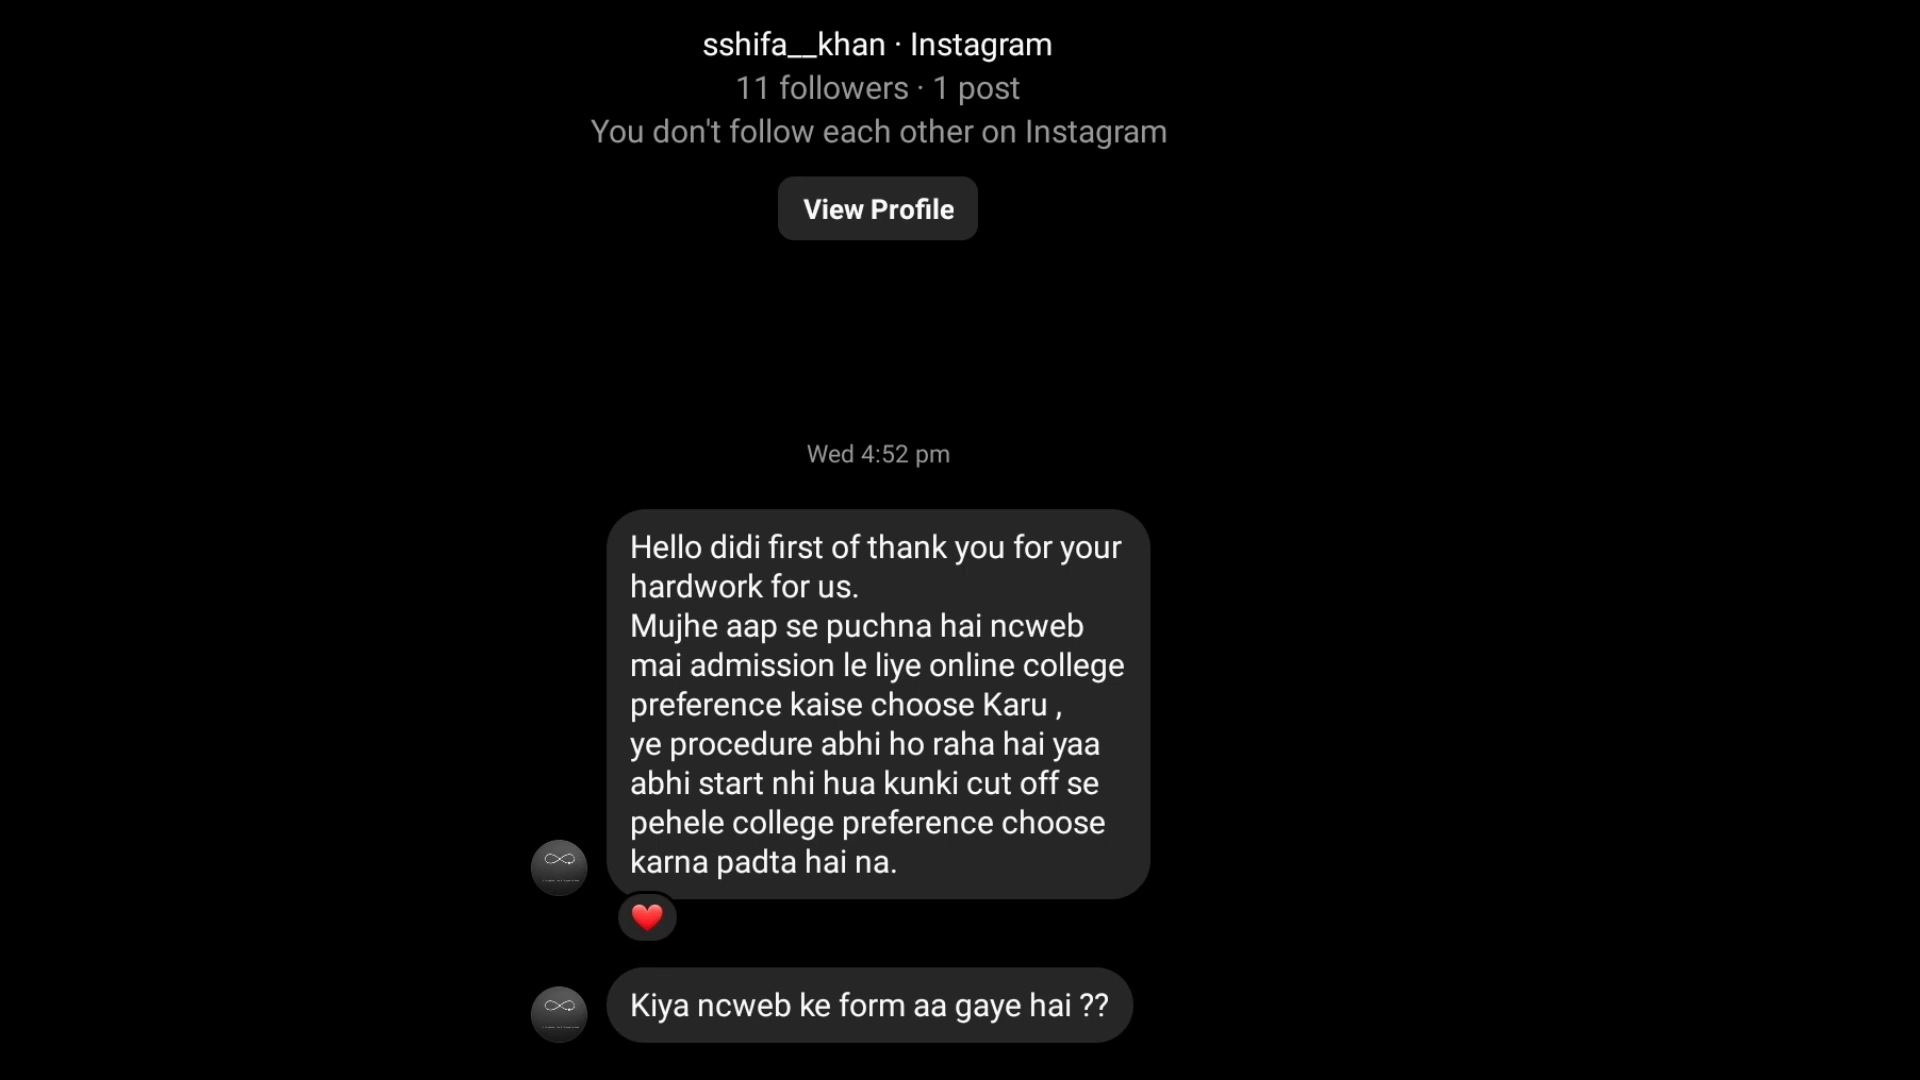 sshifa__khan · Instagram
11 followers · 1 post
You don't follow each other on Instagram
View Profile
Wed 4:52 pm
Hello didi first of thank you for your
hardwork for us.
Mujhe aap se puchna hai ncweb
mai admission le liye online college
preference kaise choose Karu ,
ye procedure abhi ho raha hai yaa
abhi start nhi hua kunki cut off se
pehele college preference choose
karna padta hai na.
Kiya ncweb ke form aa gaye hai ??